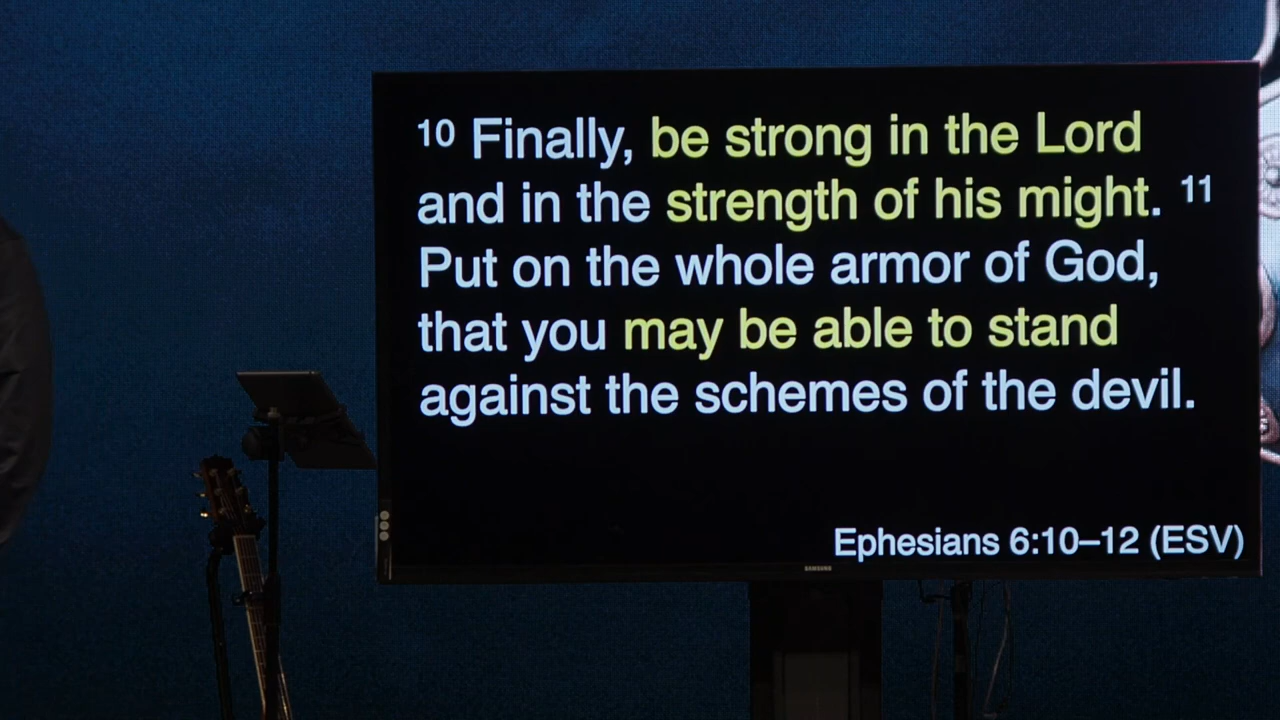 10 Finally, be strong in the Lord
and in the strength of his might. 11
Put on the whole armor of God,
that you may be able to stand
against the schemes of the devil.
Ephesians 6:10–12 (ESV)
SAMSUNG